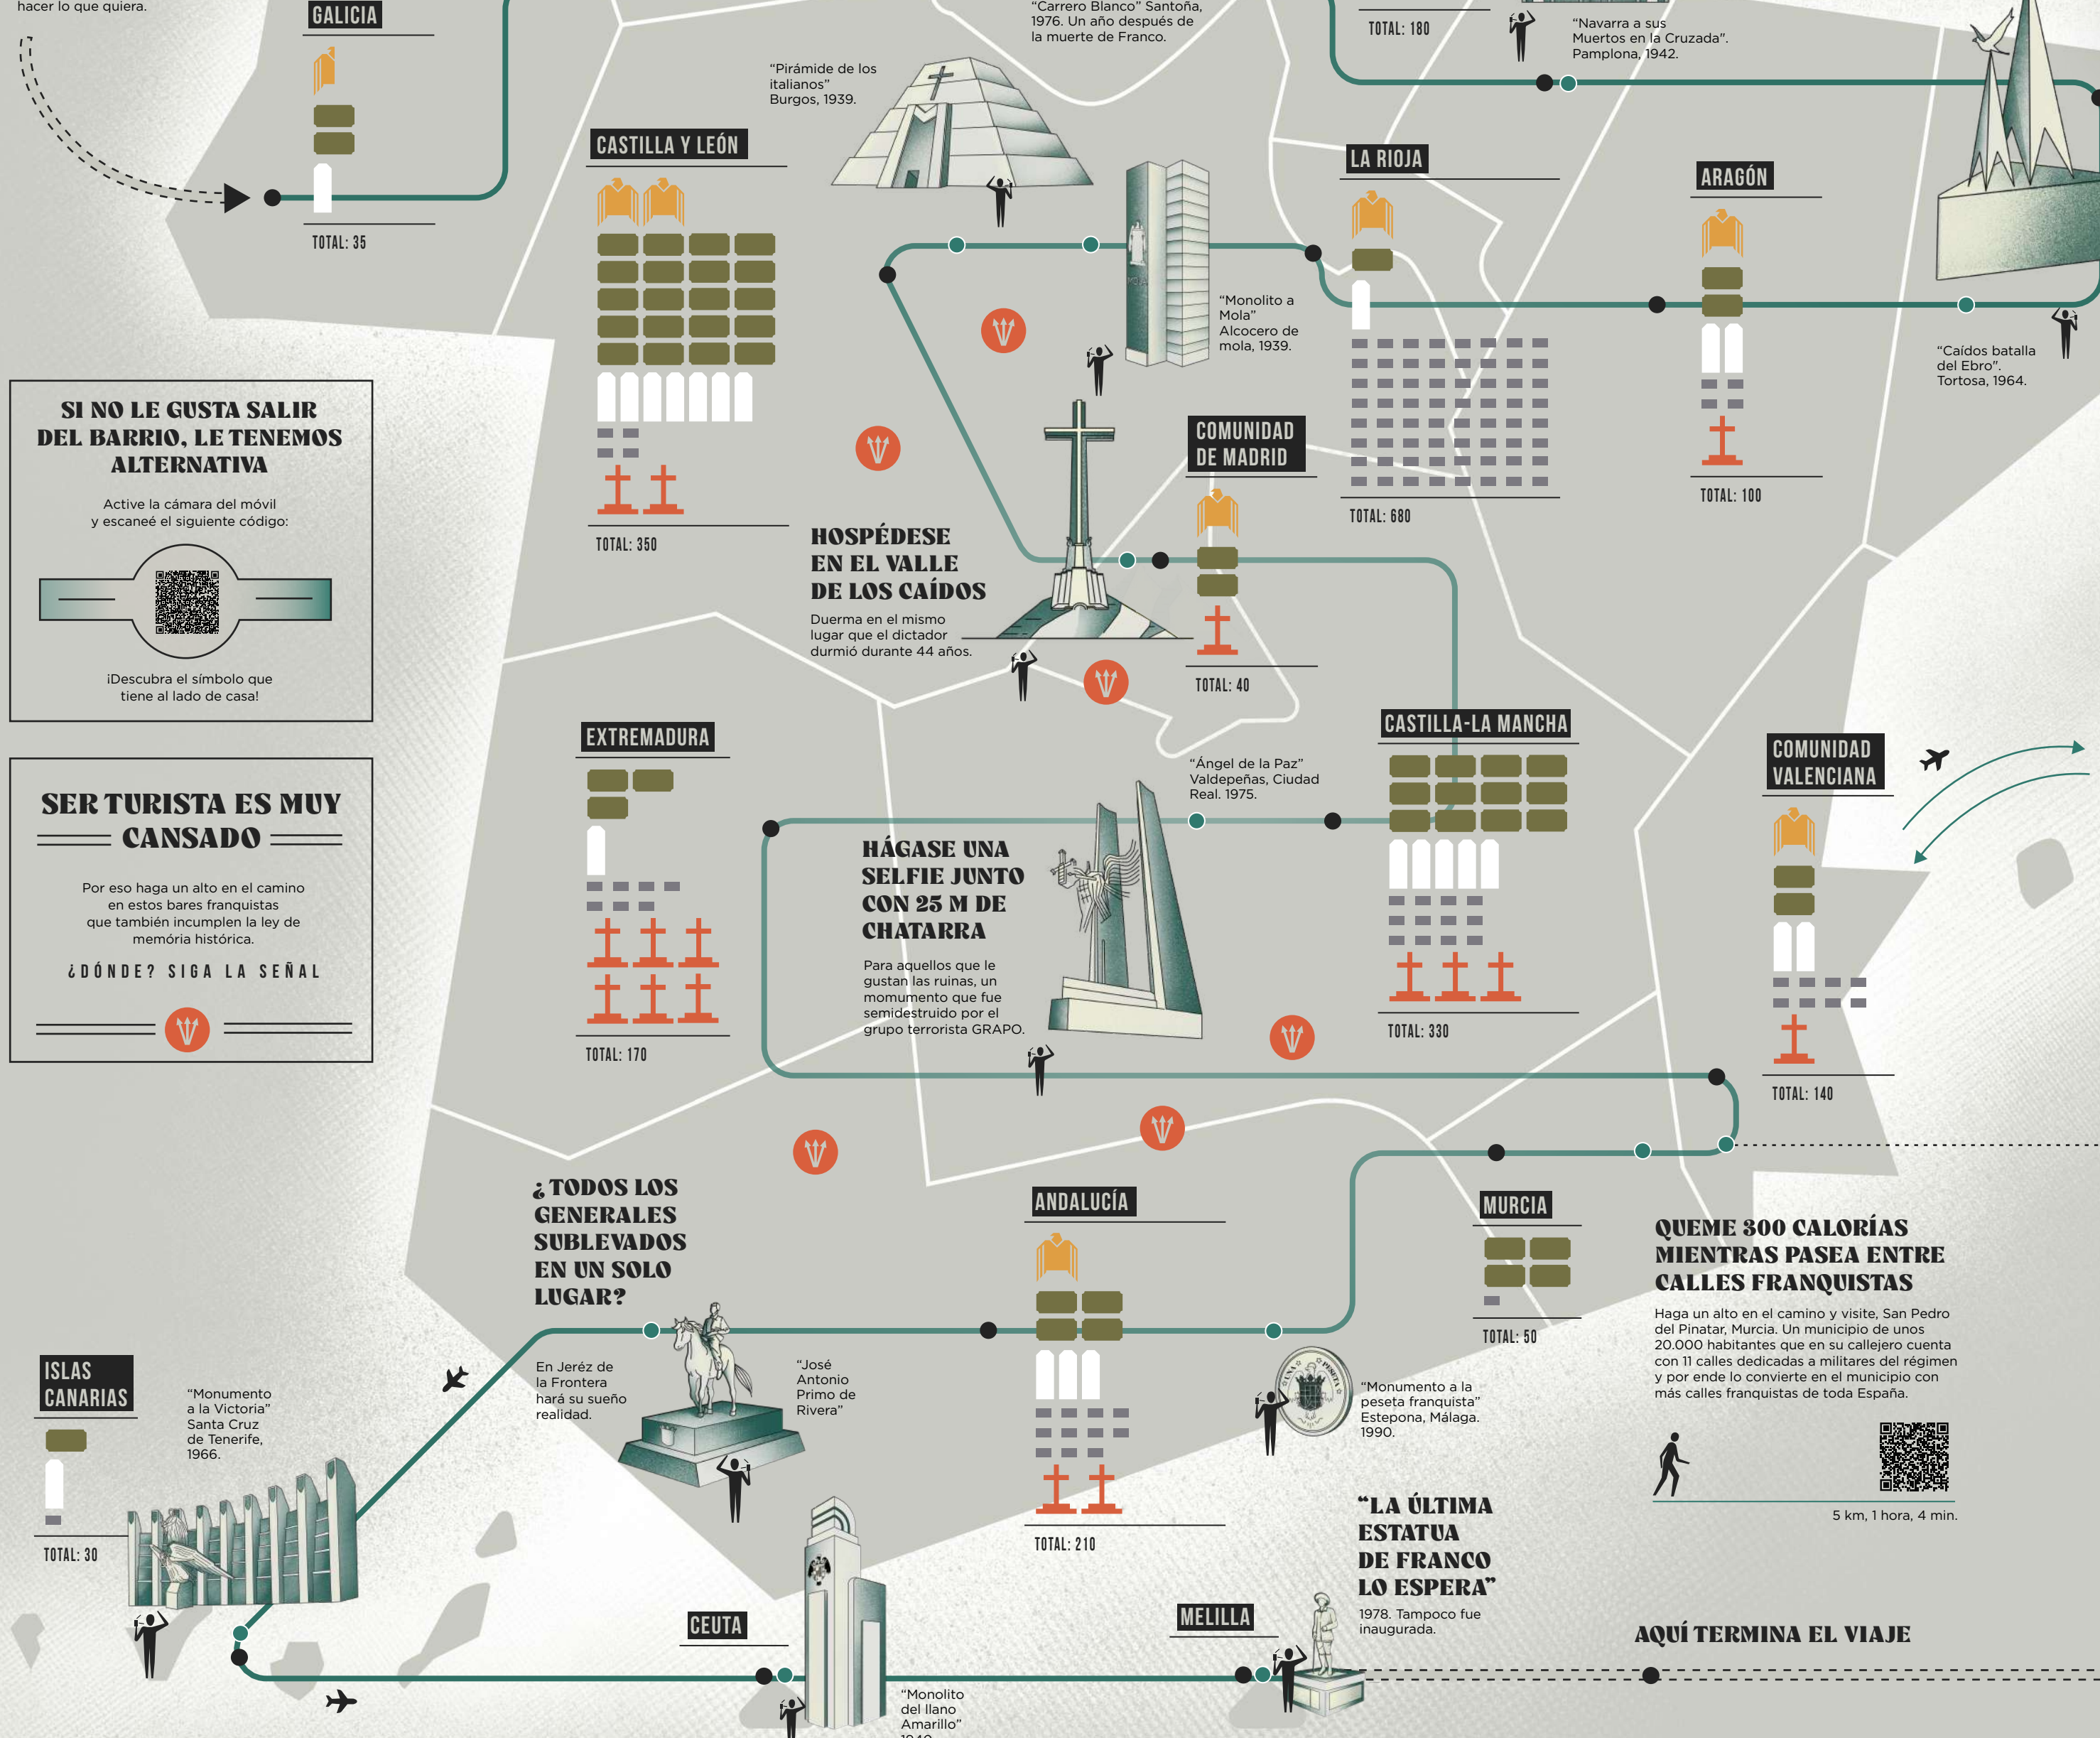 hacer lo que quiera.
GALICIA
TOTAL: 35
“Carrero Blanco” Santoña,
1976. Un año después de
la muerte de Franco.
TOTAL: 180
“Navarra a sus
Muertos en la Cruzada”.
Pamplona, 1942.
“Pirámide de los
italianos”
Burgos, 1939.
CASTILLA Y LEÓN
TOTAL: 350
“Monolito a
Mola”
Alcocero de
mola, 1939.
LA RIOJA
TOTAL: 680
ARAGÓN
TOTAL: 100
“Caídos batalla
del Ebro”.
Tortosa, 1964.
SI NO LE GUSTA SALIR
DEL BARRIO, LE TENEMOS
ALTERNATIVA
Active la cámara del móvil
y escaneé el siguiente código:
¡Descubra el símbolo que
tiene al lado de casa!
COMUNIDAD
DE MADRID
TOTAL: 40
HOSPÉDESE
EN EL VALLE
DE LOS CAÍDOS
Duerma en el mismo
lugar que el dictador
durmió durante 44 años.
SER TURISTA ES MUY
CANSADO
Por eso haga un alto en el camino
en estos bares franquistas
que también incumplen la ley de
memória histórica.
¿DÓNDE? SIGA LA SEÑAL
EXTREMADURA
TOTAL: 170
“Ángel de la Paz”
Valdepeñas, Ciudad
Real. 1975.
HÁGASE UNA
SELFIE JUNTO
CON 25 M DE
CHATARRA
Para aquellos que le
gustan las ruinas, un
momumento que fue
semidestruido por el
grupo terrorista GRAPO.
CASTILLA-LA MANCHA
TOTAL: 330
COMUNIDAD
VALENCIANA
TOTAL: 140
¿TODOS LOS
GENERALES
SUBLEVADOS
EN UN SOLO
LUGAR?
En Jeréz de
la Frontera
hará su sueño
realidad.
“José
Antonio
Primo de
Rivera”
ANDALUCÍA
TOTAL: 210
“Monumento a la
peseta franquista”
Estepona, Málaga.
1990.
MURCIA
TOTAL: 50
QUEME 300 CALORÍAS
MIENTRAS PASEA ENTRE
CALLES FRANQUISTAS
Haga un alto en el camino y visite, San Pedro
del Pinatar, Murcia. Un municipio de unos
20.000 habitantes que en su callejero cuenta
con 11 calles dedicadas a militares del régimen
y por ende lo convierte en el municipio con
más calles franquistas de toda España.
5 km, 1 hora, 4 min.
ISLAS
CANARIAS
TOTAL: 30
“Monumento
a la Victoria”
Santa Cruz
de Tenerife,
1966.
CEUTA
“Monolito
del llano
Amarillo”
MELILLA
“LA ÚLTIMA
ESTATUA
DE FRANCO
LO ESPERA”
1978. Tampoco fue
inaugurada.
AQUÍ TERMINA EL VIAJE